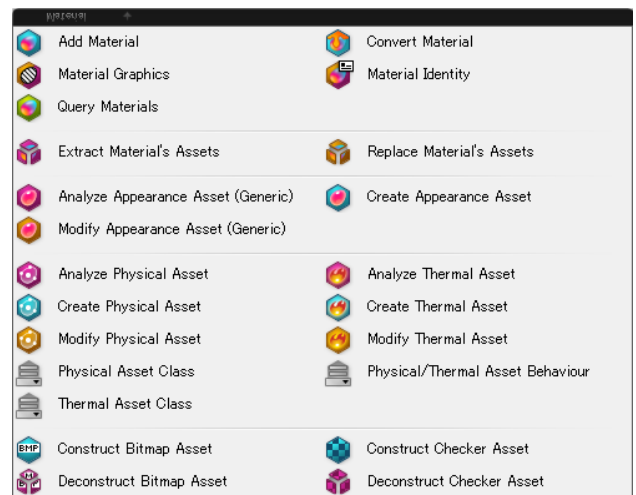 Material
Add Material
Convert Material
Material Graphics
Material Identity
Query Materials
Extract Material's Assets
Replace Material's Assets
Analyze Appearance Asset (Generic)
Create Appearance Asset
Modify Appearance Asset (Generic)
Analyze Physical Asset
Analyze Thermal Asset
Create Physical Asset
Create Thermal Asset
Modify Physical Asset
Modify Thermal Asset
Physical Asset Class
Physical/Thermal Asset Behaviour
Thermal Asset Class
BMP
Construct Bitmap Asset
Construct Checker Asset
Deconstruct Bitmap Asset
Deconstruct Checker Asset